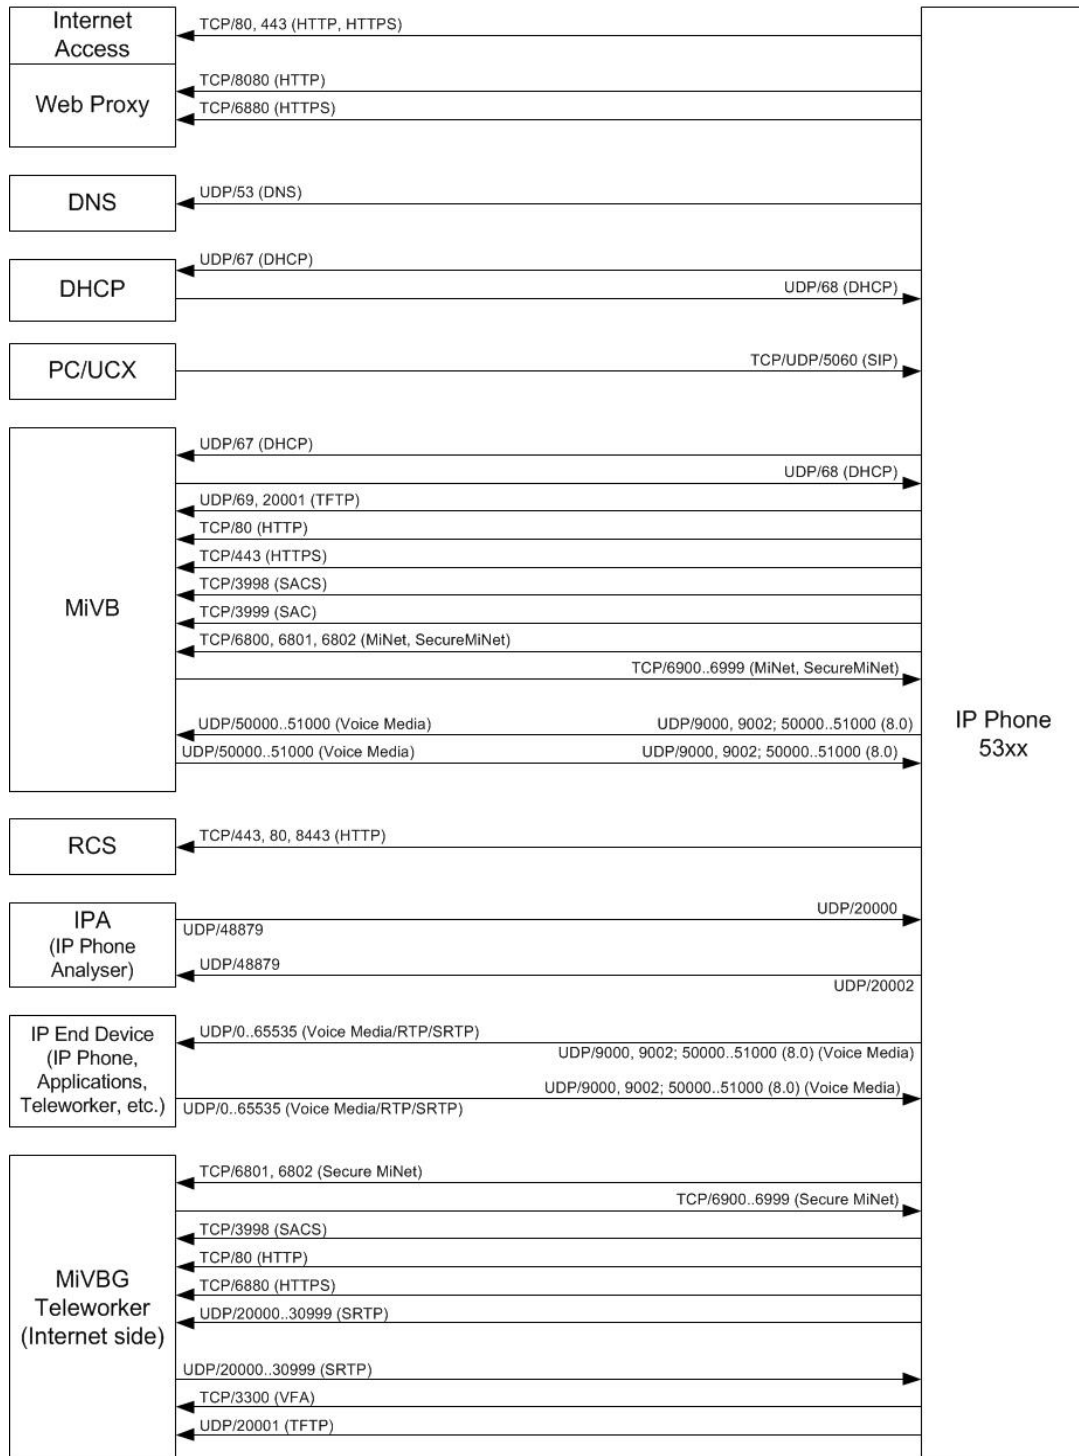 Internet
Access
TCP/80, 443 (HTTP, HTTPS)
Web Proxy
TCP/8080 (HTTP)
TCP/6880 (HTTPS)
DNS
UDP/53 (DNS)
DHCP
UDP/67 (DHCP)
UDP/68 (DHCP)
PC/UCX
TCP/UDP/5060 (SIP)
MiVB
UDP/67 (DHCP)
UDP/68 (DHCP)
UDP/69, 20001 (TFTP)
TCP/80 (HTTP)
TCP/443 (HTTPS)
TCP/3998 (SACS)
TCP/3999 (SAC)
TCP/6800, 6801, 6802 (MiNet, SecureMiNet)
TCP/6900..6999 (MiNet, SecureMiNet)
UDP/50000..51000 (Voice Media)
UDP/9000, 9002; 50000..51000 (8.0)
UDP/50000..51000 (Voice Media)
UDP/9000, 9002; 50000..51000 (8.0)
IP Phone
53xx
RCS
TCP/443, 80, 8443 (HTTP)
IPA
(IP Phone
Analyser)
UDP/20000
UDP/48879
UDP/48879
UDP/20002
IP End Device
(IP Phone,
Applications,
Teleworker, etc.)
UDP/0..65535 (Voice Media/RTP/SRTP)
UDP/9000, 9002; 50000..51000 (8.0) (Voice Media)
UDP/9000, 9002; 50000..51000 (8.0) (Voice Media)
UDP/0..65535 (Voice Media/RTP/SRTP)
MiVBG
Teleworker
(Internet side)
TCP/6801, 6802 (Secure MiNet)
TCP/6900..6999 (Secure MiNet)
TCP/3998 (SACS)
TCP/80 (HTTP)
TCP/6880 (HTTPS)
UDP/20000..30999 (SRTP)
UDP/20000..30999 (SRTP)
TCP/3300 (VFA)
UDP/20001 (TFTP)